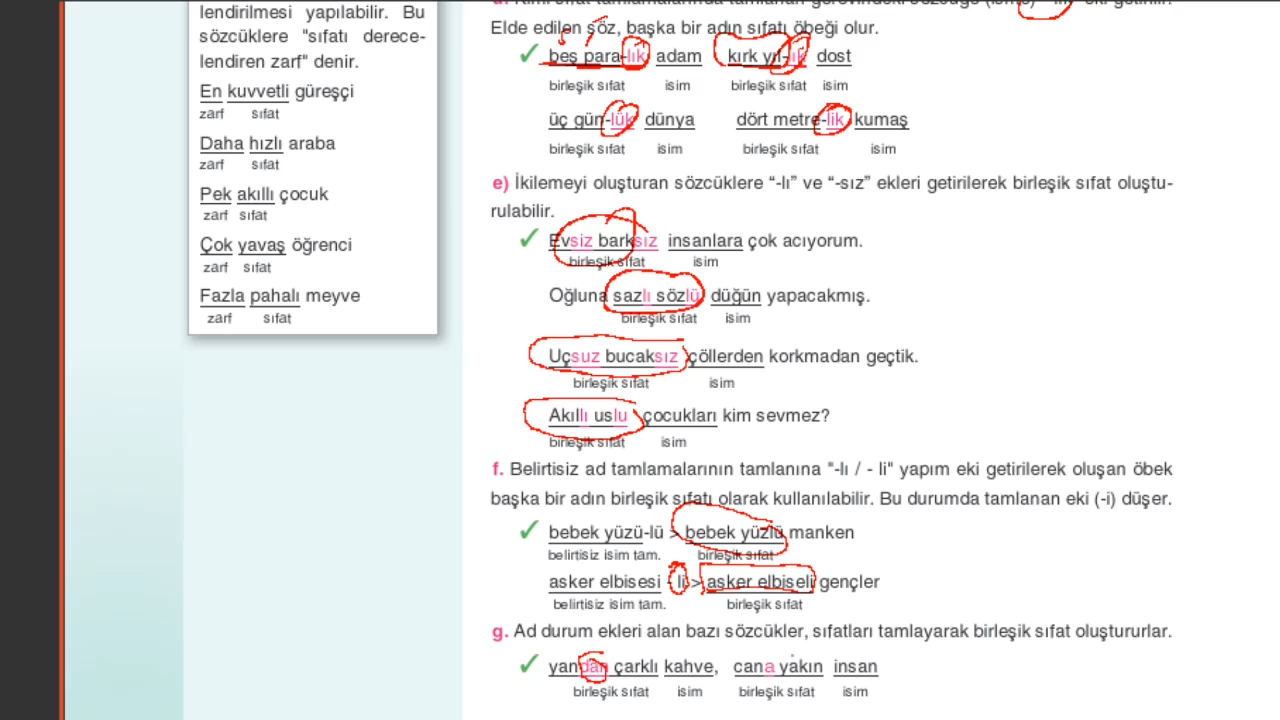 lendirilmesi yapılabilir. Bu
sözcüklere "sıfatı derece-
lendiren zarf" denir.
En kuvvetli güreşçi
zarf sıfat
Daha hızlı araba
zarf sıfat
Pek akıllı çocuk
zarf sıfat
Çok yavaş öğrenci
zarf sıfat
Fazla pahalı meyve
zarf sıfat
Elde edilen söz, başka bir adın sıfatı öbeği olur.
✓ beş para-lık adam kırk yıl-lık dost
birleşik sıfat isim birleşik sıfat isim
üç gün-lük dünya dört metre-lik kumaş
birleşik sıfat isim birleşik sıfat isim
e) İkilemeyi oluşturan sözcüklere “-lı” ve “-sız” ekleri getirilerek birleşik sıfat oluştu-
rulabilir.
✓ Evsiz barksız insanlara çok acıyorum.
birleşik sıfat isim
Oğluna sazlı sözlü düğün yapacakmış.
birleşik sıfat isim
Uçsuz bucaksız çöllerden korkmadan geçtik.
birleşik sıfat isim
Akıllı uslu çocukları kim sevmez?
birleşik sıfat isim
f. Belirtisiz ad tamlamalarının tamlanına "-lı / - li" yapım eki getirilerek oluşan öbek
başka bir adın birleşik sıfatı olarak kullanılabilir. Bu durumda tamlanan eki (-i) düşer.
✓ bebek yüzü-lü > bebek yüzlü manken
belirtisiz isim tam. birleşik sıfat
asker elbisesi - li > asker elbiseli gençler
belirtisiz isim tam. birleşik sıfat
g. Ad durum ekleri alan bazı sözcükler, sıfatları tamlayarak birleşik sıfat oluştururlar.
✓ yandan çarklı kahve, cana yakın insan
birleşik sıfat isim birleşik sıfat isim